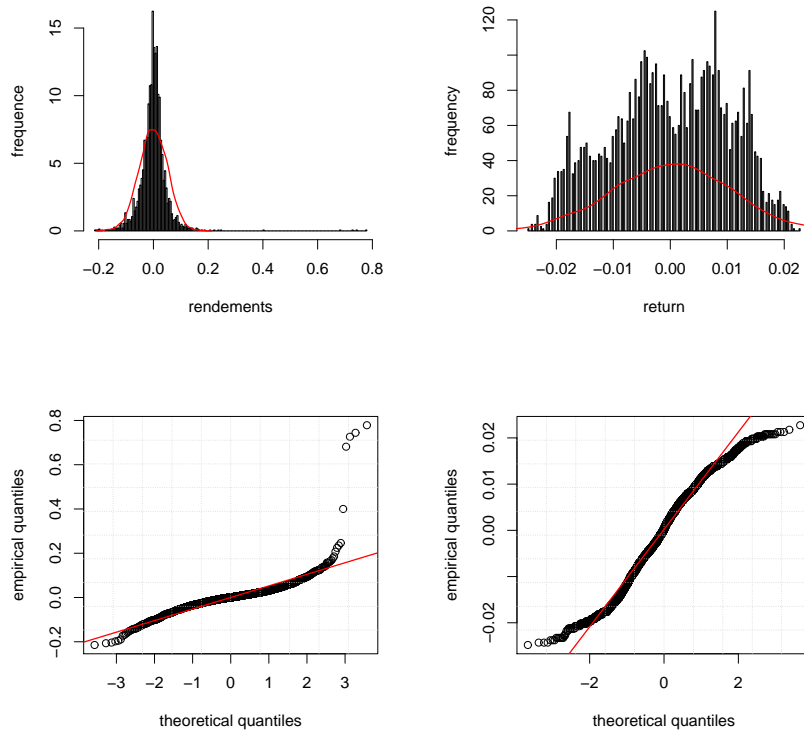 15
10
5
0
frequence
−0.2 0.0 0.2 0.4 0.6 0.8
rendements
120
100
80
60
40
20
0
frequency
−0.02 −0.01 0.00 0.01 0.02
return
0.8
0.6
0.4
0.2
0.0
−0.2
empirical quantiles
−3 −2 −1 0 1 2 3
theoretical quantiles
0.02
0.00
−0.02
empirical quantiles
−2 0 2
theoretical quantiles